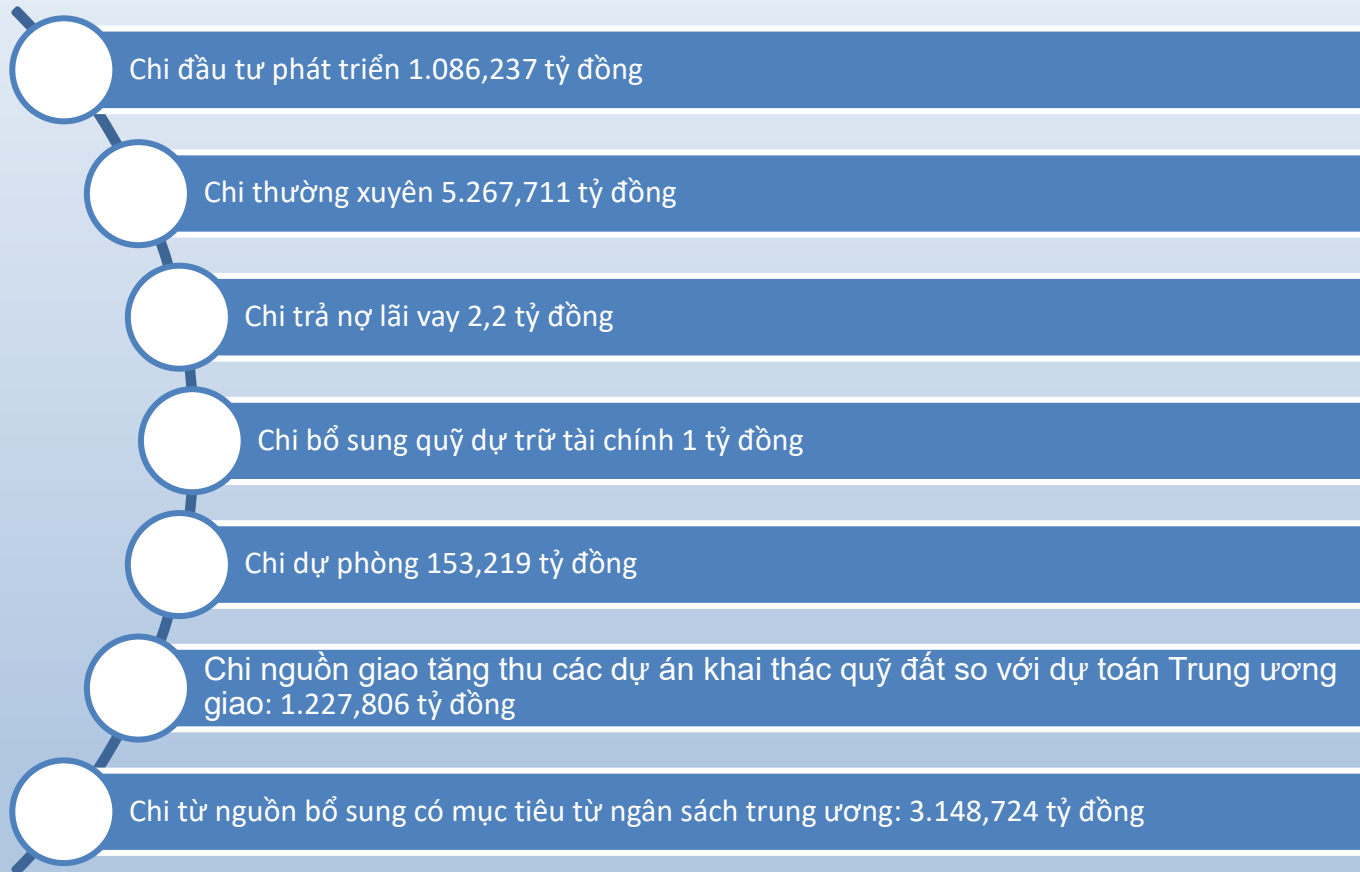 Chi đầu tư phát triển 1.086,237 tỷ đồng
Chi thường xuyên 5.267,711 tỷ đồng
Chi trả nợ lãi vay 2,2 tỷ đồng
Chi bổ sung quỹ dự trữ tài chính 1 tỷ đồng
Chi dự phòng 153,219 tỷ đồng
Chi nguồn giao tăng thu các dự án khai thác quỹ đất so với dự toán Trung ương
giao: 1.227,806 tỷ đồng
Chi từ nguồn bổ sung có mục tiêu từ ngân sách trung ương: 3.148,724 tỷ đồng